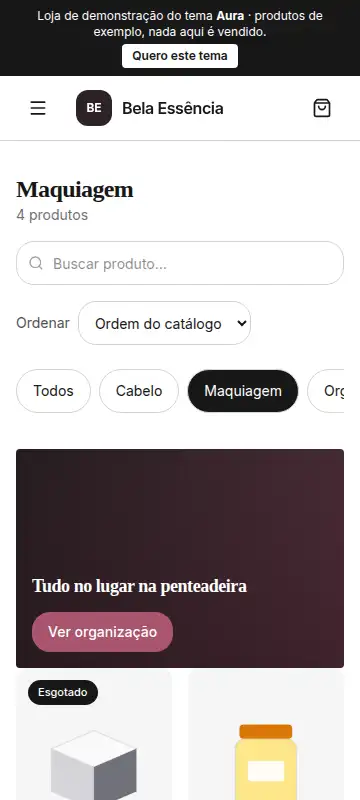 Loja de demonstração do tema Aura · produtos de
exemplo, nada aqui é vendido.
Quero este tema
BE
Bela Essência
Maquiagem
4 produtos
Buscar produto...
Ordenar
Ordem do catálogo
Todos
Cabelo
Maquiagem
Tudo no lugar na penteadeira
Ver organização
Esgotado